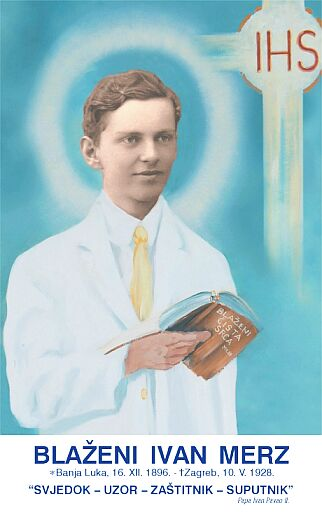 IHS
BLAŽENI
ČISTA
SRCA
BLAŽENI IVAN MERZ
*Banja Luka, 16. XII. 1896. - †Zagreb, 10. V. 1928.
“SVJEDOK – UZOR – ZAŠTITNIK – SUPUTNIK”
Papa Ivan Pavao II.